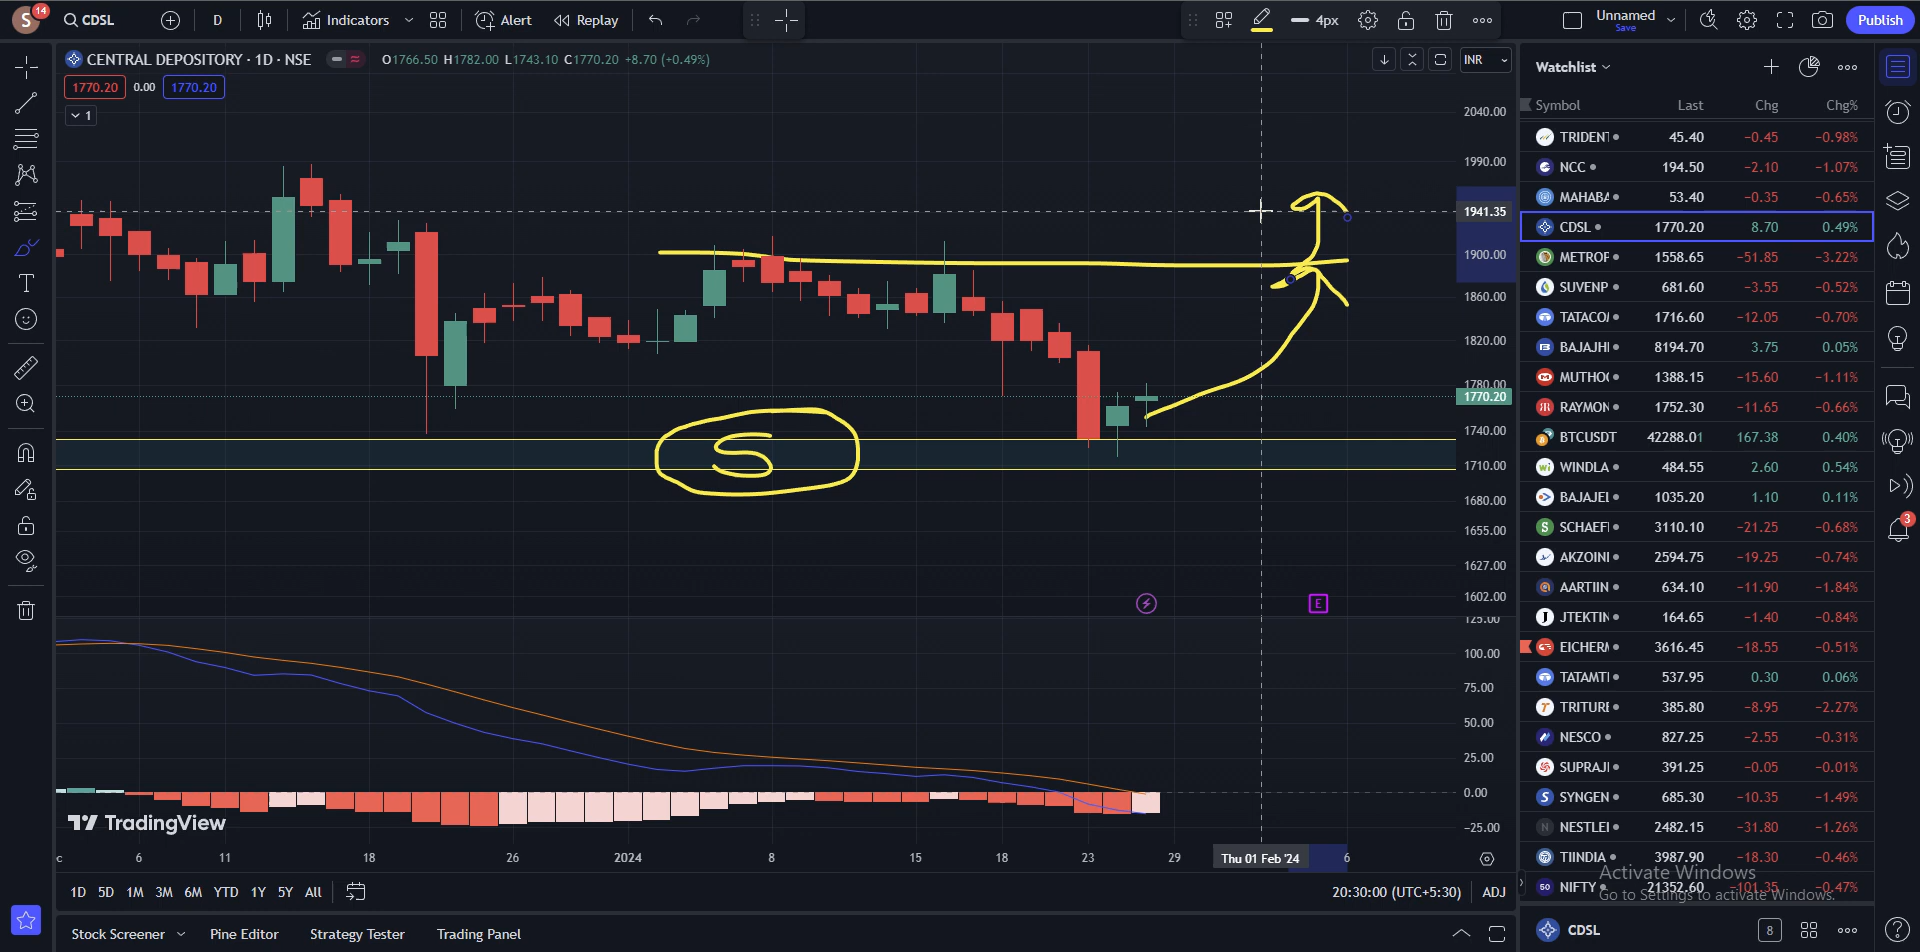 S 14 CDSL D Indicators Alert Replay 4px Unnamed Save Publish
CENTRAL DEPOSITORY · 1D · NSE O1766.50 H1782.00 L1743.10 C1770.20 +8.70 (+0.49%) INR
1770.20 0.00 1770.20
1
2040.00
1990.00
1941.35
1900.00
1860.00
1820.00
1780.00
1770.20
1740.00
1710.00
1680.00
1655.00
1627.00
1602.00
S
E
125.00
100.00
75.00
50.00
25.00
0.00
−25.00
TradingView
6 11 18 26 2024 8 15 18 23 29 Thu 01 Feb '24 6
1D 5D 1M 3M 6M YTD 1Y 5Y All 20:30:00 (UTC+5:30) ADJ
Stock Screener Pine Editor Strategy Tester Trading Panel
Watchlist
Symbol Last Chg Chg%
TRIDENT 45.40 −0.45 −0.98%
NCC 194.50 −2.10 −1.07%
MAHABA 53.40 −0.35 −0.65%
CDSL 1770.20 8.70 0.49%
METROP 1558.65 −51.85 −3.22%
SUVENP 681.60 −3.55 −0.52%
TATACO 1716.60 −12.05 −0.70%
BAJAJH 8194.70 3.75 0.05%
MUTHO 1388.15 −15.60 −1.11%
RAYMON 1752.30 −11.65 −0.66%
BTCUSDT 42288.01 167.38 0.40%
WINDLA 484.55 2.60 0.54%
BAJAJEL 1035.20 1.10 0.11%
SCHAEF 3110.10 −21.25 −0.68%
AKZOIN 2594.75 −19.25 −0.74%
AARTIIN 634.10 −11.90 −1.84%
JTEKTIN 164.65 −1.40 −0.84%
EICHERM 3616.45 −18.55 −0.51%
TATAMT 537.95 0.30 0.06%
TRITURE 385.80 −8.95 −2.27%
NESCO 827.25 −2.55 −0.31%
SUPRAJ 391.25 −0.05 −0.01%
SYNGEN 685.30 −10.35 −1.49%
NESTLE 2482.15 −31.80 −1.26%
TIINDIA 3987.90 −18.30 −0.46%
50 NIFTY 21352.60 −101.35 −0.47%
Activate Windows
Go to Settings to activate Windows.
CDSL 8
3